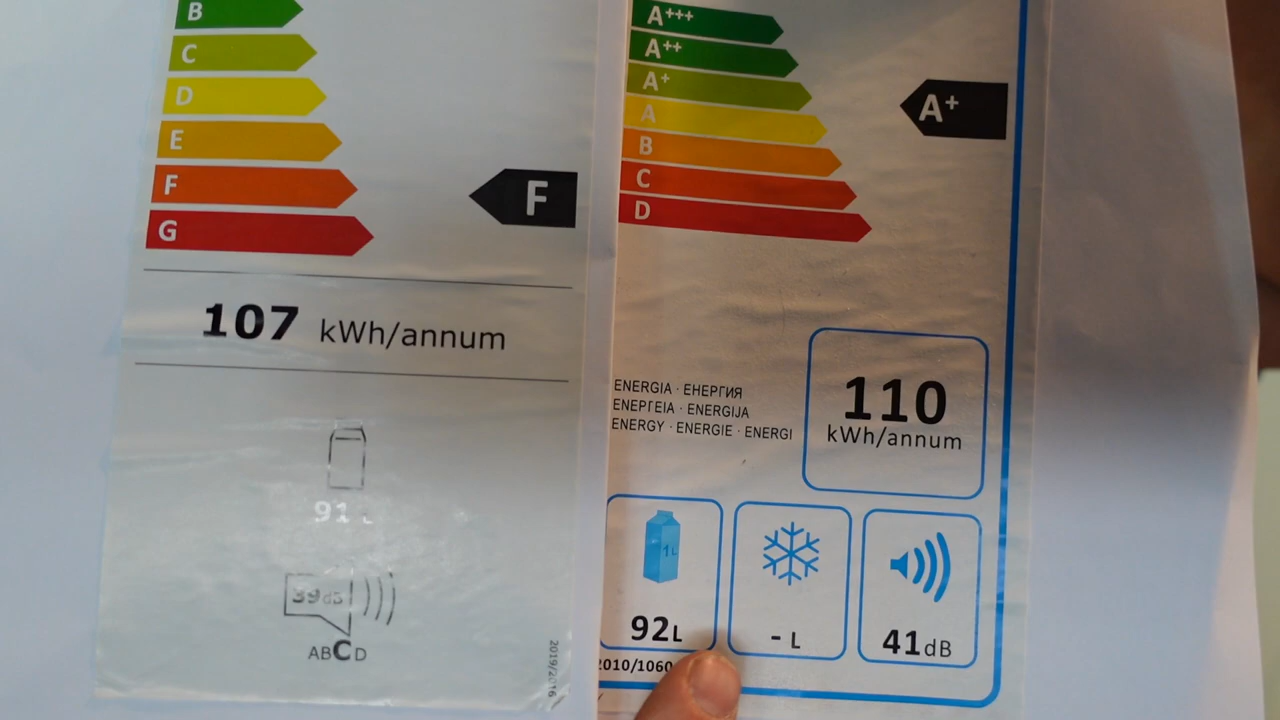 B
C
D
E
F
G
F
107 kWh/annum
91 L
39dB
ABCD
2019/2016
A+++
A++
A+
A
B
C
D
A+
ENERGIA · ЕНЕРГИЯ
ΕΝΕΡΓΕΙΑ · ENERGIJA
ENERGY · ENERGIE · ENERGI
110
kWh/annum
1L
92L
- L
41dB
2010/1060